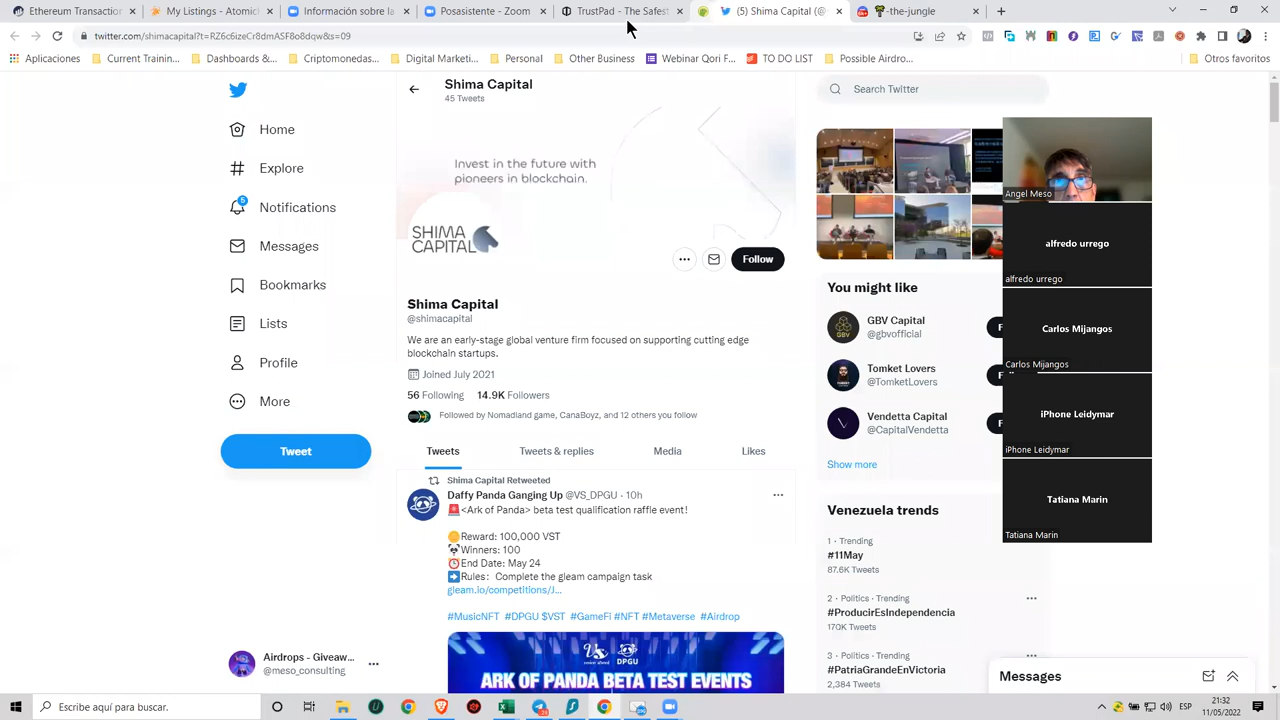 Ethereum Transaction
My Listings - Atomic
Información sobre la
Posasistente - Zoom
TrustPad - The Safest
(5) Shima Capital (@
*-The-jungle
twitter.com/shimacapital?t=RZ6c6izeCr8dmASF8o8dqw&s=09
Aplicaciones
Current Trainin...
Dashboards &...
Criptomonedas...
Digital Marketi...
Personal
Other Business
Webinar Qori F...
TO DO LIST
Possible Airdro...
Otros favoritos
Shima Capital
45 Tweets
Search Twitter
Home
Explore
5
Notifications
Messages
Bookmarks
Lists
Profile
More
Tweet
Invest in the future with
pioneers in blockchain.
SHIMA
CAPITAL
Follow
Shima Capital
@shimacapital
We are an early-stage global venture firm focused on supporting cutting edge
blockchain startups.
Joined July 2021
56 Following 14.9K Followers
Followed by Nomadland game, CanaBoyz, and 12 others you follow
Tweets
Tweets & replies
Media
Likes
Shima Capital Retweeted
Daffy Panda Ganging Up @VS_DPGU · 10h
🚨<Ark of Panda> beta test qualification raffle event!
🪙Reward: 100,000 VST
🐼Winners: 100
⏰End Date: May 24
➡️Rules：Complete the gleam campaign task
gleam.io/competitions/J...
#MusicNFT #DPGU $VST #GameFi #NFT #Metaverse #Airdrop
DPGU
ARK OF PANDA BETA TEST EVENTS
You might like
GBV Capital
@gbvofficial
Tomket Lovers
@TomketLovers
Vendetta Capital
@CapitalVendetta
Show more
Venezuela trends
1 · Trending
#11May
87.6K Tweets
2 · Politics · Trending
#ProducirEsIndependencia
170K Tweets
3 · Politics · Trending
#PatriaGrandeEnVictoria
2,384 Tweets
Angel Meso
alfredo urrego
alfredo urrego
Carlos Mijangos
Carlos Mijangos
iPhone Leidymar
iPhone Leidymar
Tatiana Marin
Tatiana Marin
Messages
Airdrops - Giveaw...
@meso_consulting
Escribe aquí para buscar.
ESP
21:32
11/05/2022